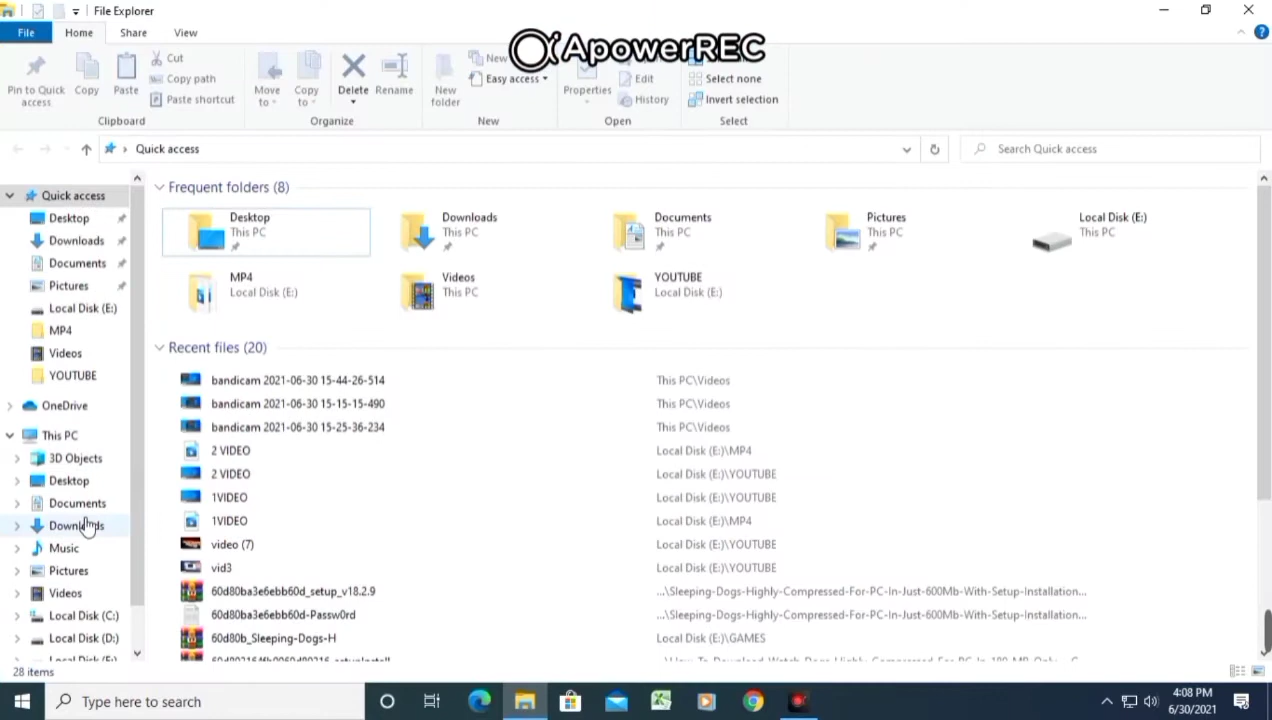 File Explorer
File Home Share View
ApowerREC
Pin to Quick access
Copy
Paste
Cut
Copy path
Paste shortcut
Clipboard
Move to
Copy to
Delete
Rename
Organize
New folder
New
Easy access
New
Properties
Edit
History
Open
Select none
Invert selection
Select
Quick access
Search Quick access
Quick access
Desktop
Downloads
Documents
Pictures
Local Disk (E:)
MP4
Videos
YOUTUBE
OneDrive
This PC
3D Objects
Desktop
Documents
Downloads
Music
Pictures
Videos
Local Disk (C:)
Local Disk (D:)
Local Disk (E:)
Frequent folders (8)
Desktop
This PC
Downloads
This PC
Documents
This PC
Pictures
This PC
Local Disk (E:)
This PC
MP4
Local Disk (E:)
Videos
This PC
YOUTUBE
Local Disk (E:)
Recent files (20)
bandicam 2021-06-30 15-44-26-514 This PC\Videos
bandicam 2021-06-30 15-15-15-490 This PC\Videos
bandicam 2021-06-30 15-25-36-234 This PC\Videos
2 VIDEO Local Disk (E:)\MP4
2 VIDEO Local Disk (E:)\YOUTUBE
1VIDEO Local Disk (E:)\YOUTUBE
1VIDEO Local Disk (E:)\MP4
video (7) Local Disk (E:)\YOUTUBE
vid3 Local Disk (E:)\YOUTUBE
60d80ba3e6ebb60d_setup_v18.2.9 ...\Sleeping-Dogs-Highly-Compressed-For-PC-In-Just-600Mb-With-Setup-Installation...
60d80ba3e6ebb60d-Passw0rd ...\Sleeping-Dogs-Highly-Compressed-For-PC-In-Just-600Mb-With-Setup-Installation...
60d80b_Sleeping-Dogs-H Local Disk (E:)\GAMES
28 items
Type here to search
4:08 PM
6/30/2021